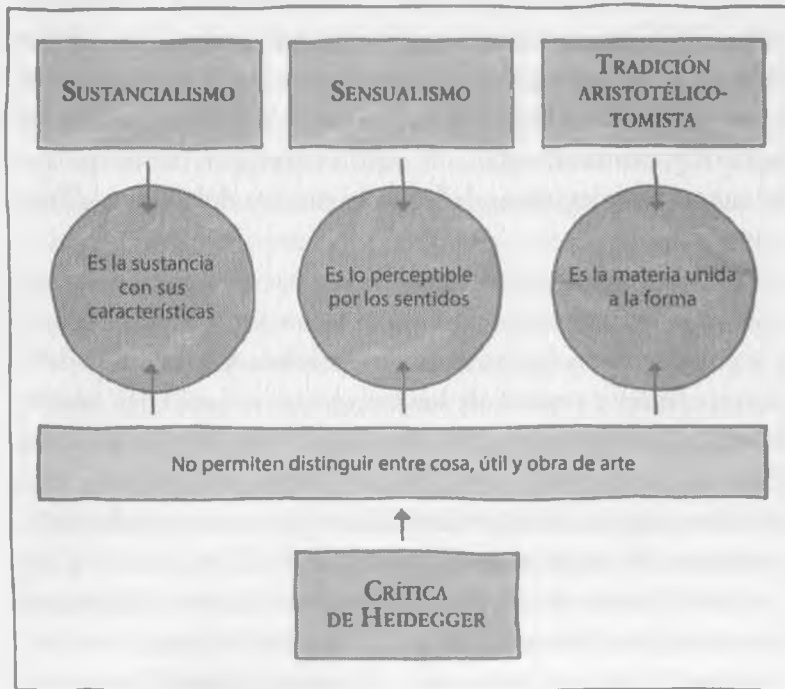 SUSTANCIALISMO
SENSUALISMO
TRADICIÓN
ARISTOTÉLICO-
TOMISTA
Es la sustancia
con sus
características
Es lo perceptible
por los sentidos
Es la materia unida
a la forma
No permiten distinguir entre cosa, útil y obra de arte
CRÍTICA
DE HEIDEGGER